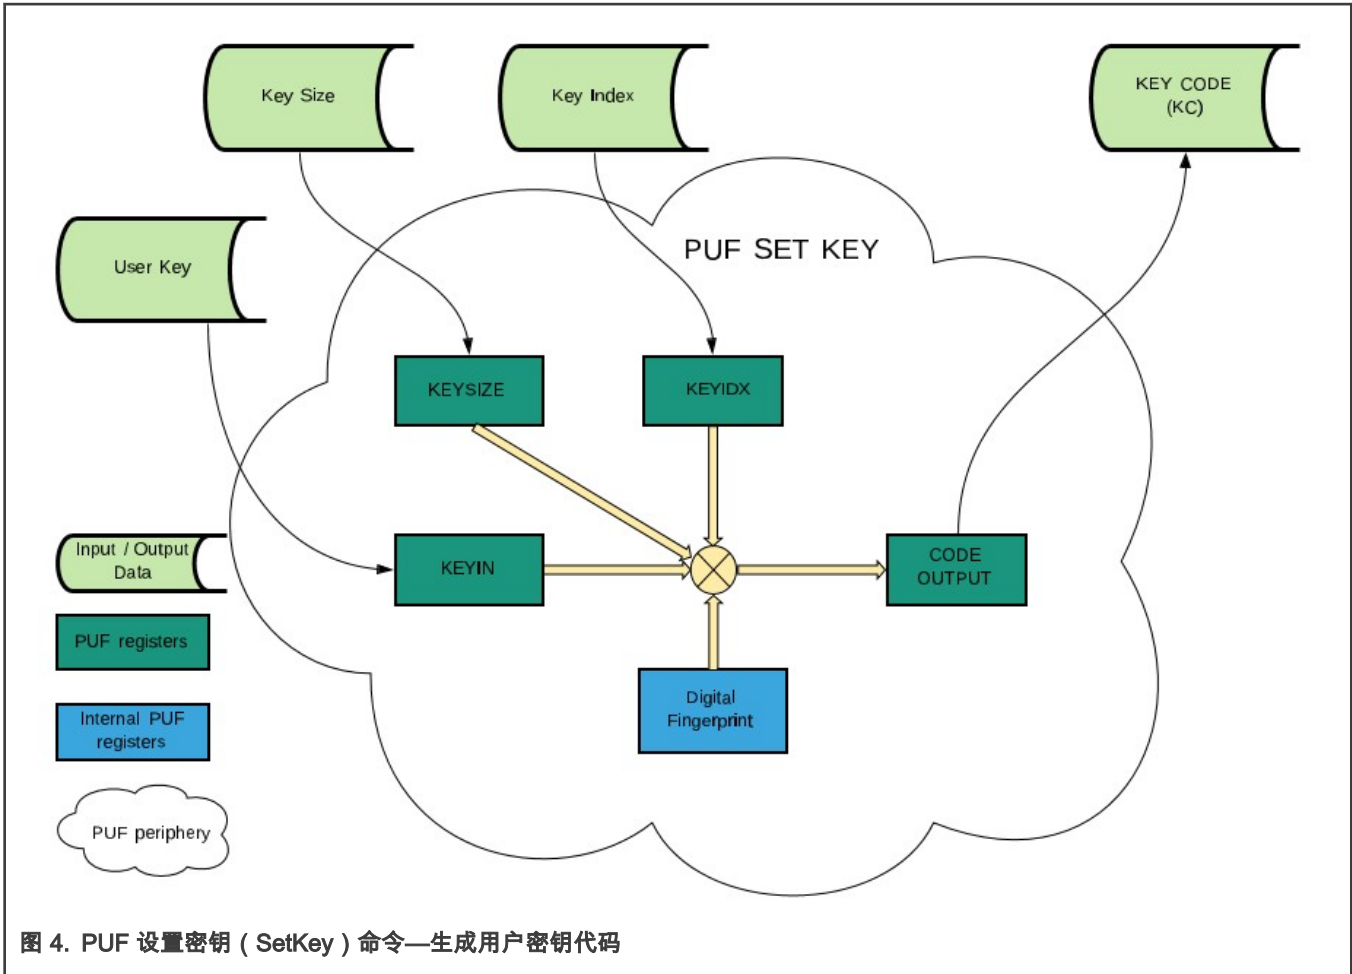 Key Size
Key Index
KEY CODE
(KC)
User Key
PUF SET KEY
KEYSIZE
KEYIDX
KEYIN
CODE
OUTPUT
Digital
Fingerprint
Input / Output
Data
PUF registers
Internal PUF
registers
PUF periphery
图 4. PUF 设置密钥（SetKey）命令—生成用户密钥代码